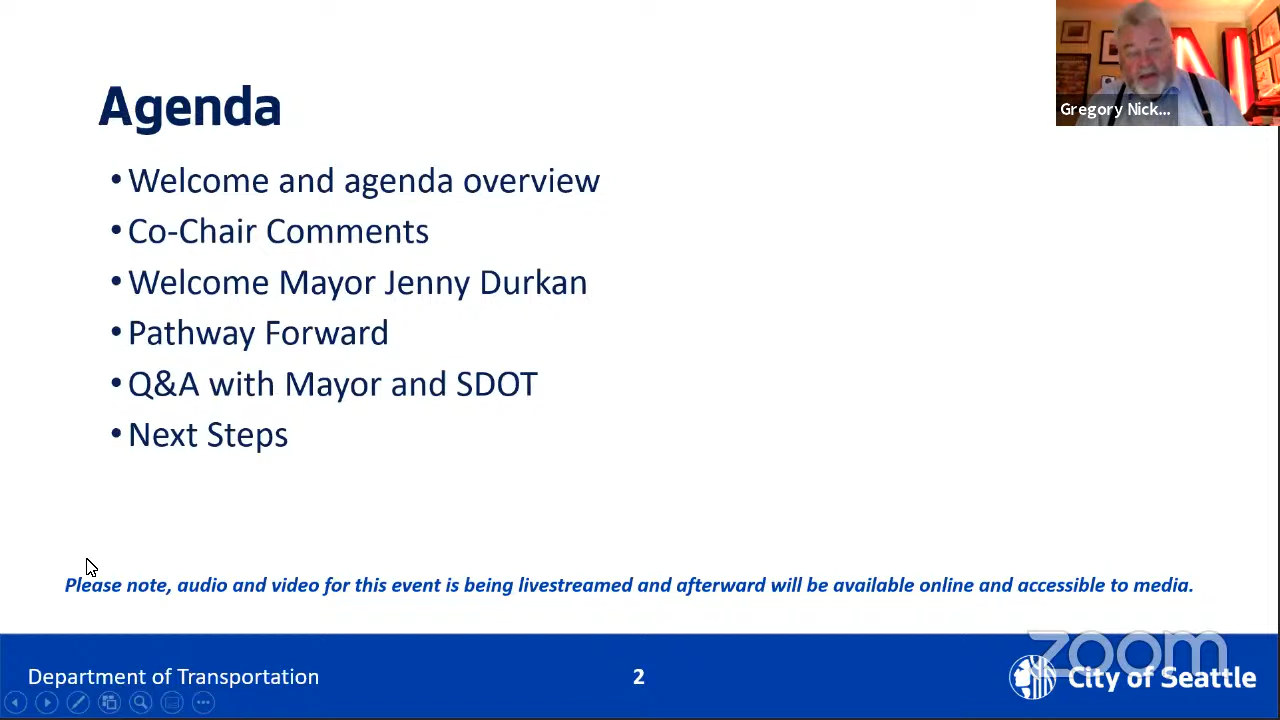 Agenda
• Welcome and agenda overview
• Co-Chair Comments
• Welcome Mayor Jenny Durkan
• Pathway Forward
• Q&A with Mayor and SDOT
• Next Steps
Gregory Nick...
Please note, audio and video for this event is being livestreamed and afterward will be available online and accessible to media.
Department of Transportation
2
zoom
City of Seattle